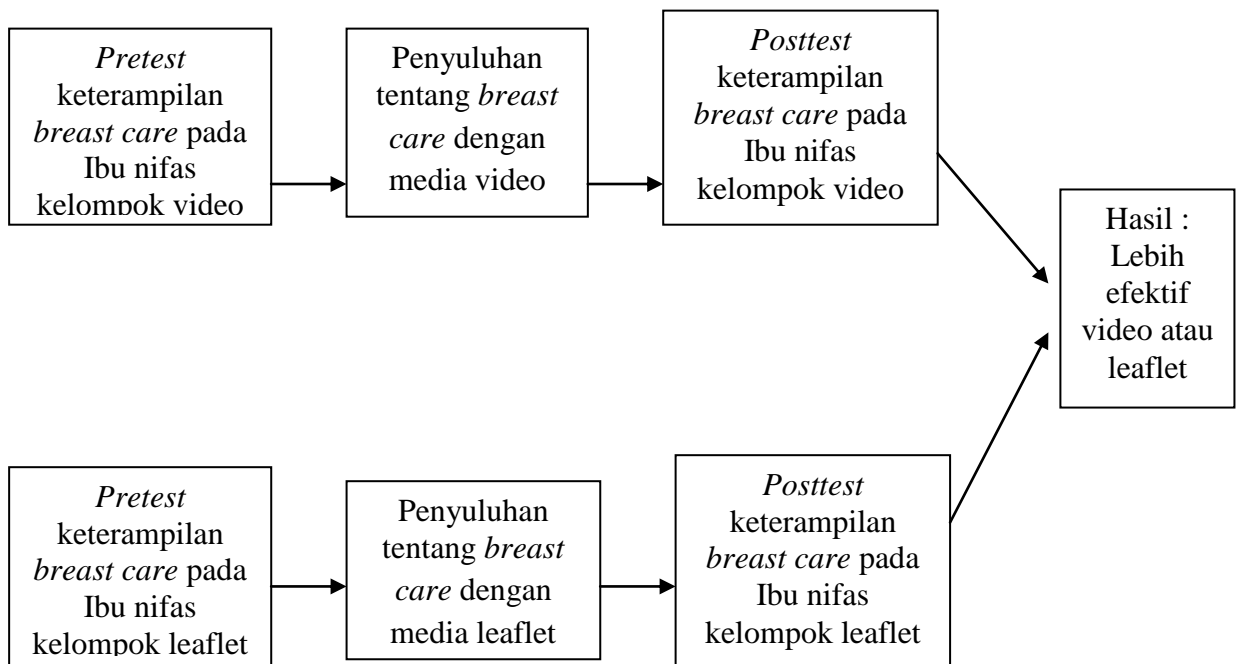 Pretest
keterampilan
breast care pada
Ibu nifas
kelompok video
Penyuluhan
tentang breast
care dengan
media video
Posttest
keterampilan
breast care pada
Ibu nifas
kelompok video
Hasil :
Lebih
efektif
video atau
leaflet
Pretest
keterampilan
breast care pada
Ibu nifas
kelompok leaflet
Penyuluhan
tentang breast
care dengan
media leaflet
Posttest
keterampilan
breast care pada
Ibu nifas
kelompok leaflet